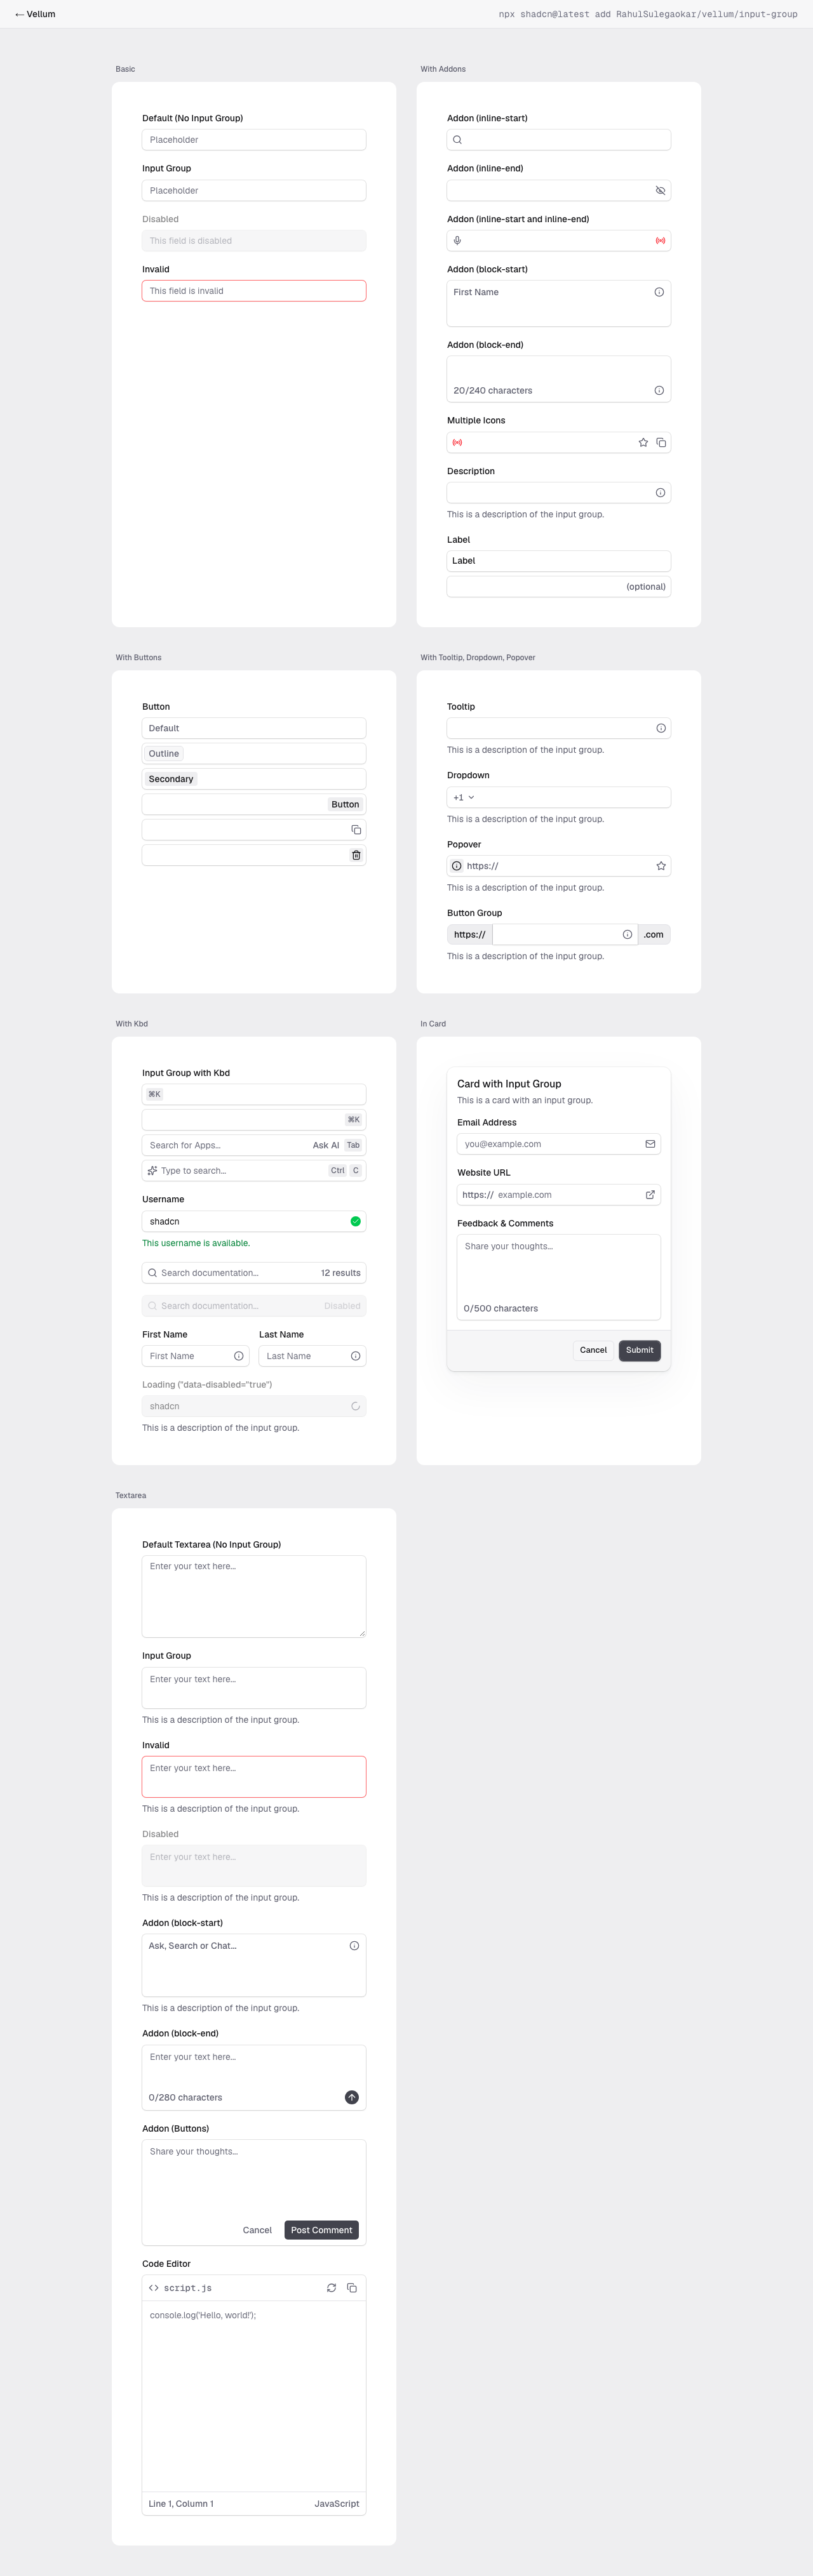 ← Vellum
npx shadcn@latest add RahulSulegaokar/vellum/input-group
Basic
Default (No Input Group)
Placeholder
Input Group
Placeholder
Disabled
This field is disabled
Invalid
This field is invalid
With Addons
Addon (inline-start)
Addon (inline-end)
Addon (inline-start and inline-end)
Addon (block-start)
First Name
Addon (block-end)
20/240 characters
Multiple Icons
Description
This is a description of the input group.
Label
Label
(optional)
With Buttons
Button
Default
Outline
Secondary
Button
With Tooltip, Dropdown, Popover
Tooltip
This is a description of the input group.
Dropdown
+1
This is a description of the input group.
Popover
https://
This is a description of the input group.
Button Group
https:// .com
This is a description of the input group.
With Kbd
Input Group with Kbd
⌘K
⌘K
Search for Apps... Ask AI Tab
Type to search... Ctrl C
Username
shadcn
This username is available.
Search documentation... 12 results
Search documentation... Disabled
First Name Last Name
First Name Last Name
Loading ("data-disabled="true")
shadcn
This is a description of the input group.
In Card
Card with Input Group
This is a card with an input group.
Email Address
you@example.com
Website URL
https:// example.com
Feedback & Comments
Share your thoughts...
0/500 characters
Cancel Submit
Textarea
Default Textarea (No Input Group)
Enter your text here...
Input Group
Enter your text here...
This is a description of the input group.
Invalid
Enter your text here...
This is a description of the input group.
Disabled
Enter your text here...
This is a description of the input group.
Addon (block-start)
Ask, Search or Chat...
This is a description of the input group.
Addon (block-end)
Enter your text here...
0/280 characters
Addon (Buttons)
Share your thoughts...
Cancel Post Comment
Code Editor
script.js
console.log('Hello, world!');
Line 1, Column 1 JavaScript